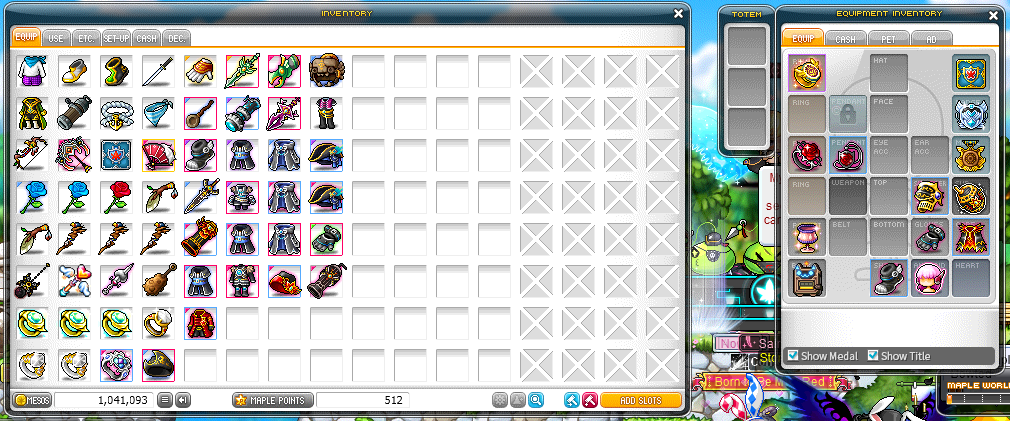 INVENTORY
EQUIP USE ETC. SET-UP CASH DEC.
MESOS 1,041,093 MAPLE POINTS 512 ADD SLOTS
TOTEM
EQUIPMENT INVENTORY
EQUIP CASH PET AD
HAT
RING PENDANT FACE
EYE ACC EAR ACC
RING WEAPON TOP
BELT BOTTOM
HEART
Show Medal Show Title
MAPLE WORL